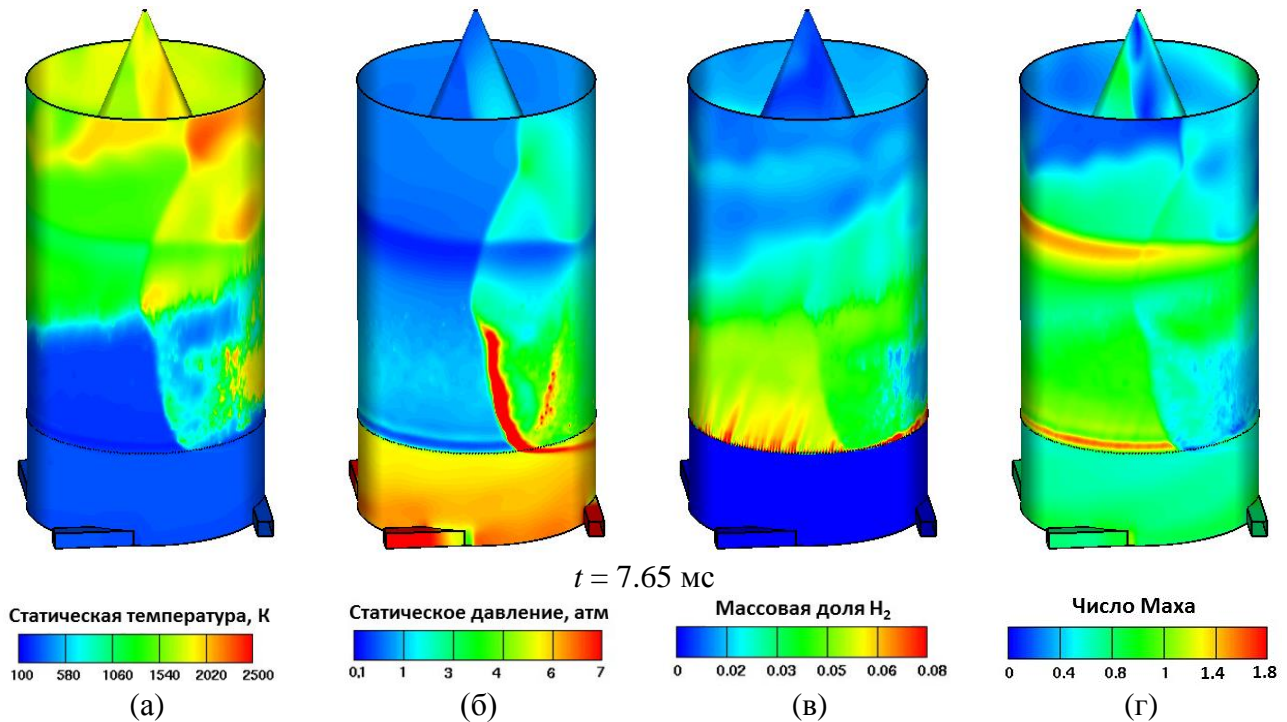 t = 7.65 мс
Статическая температура, К
100 580 1060 1540 2020 2500
(а)
Статическое давление, атм
0,1 1 3 4 6 7
(б)
Массовая доля H₂
0 0.02 0.03 0.05 0.06 0.08
(в)
Число Маха
0 0.4 0.8 1 1.4 1.8
(г)